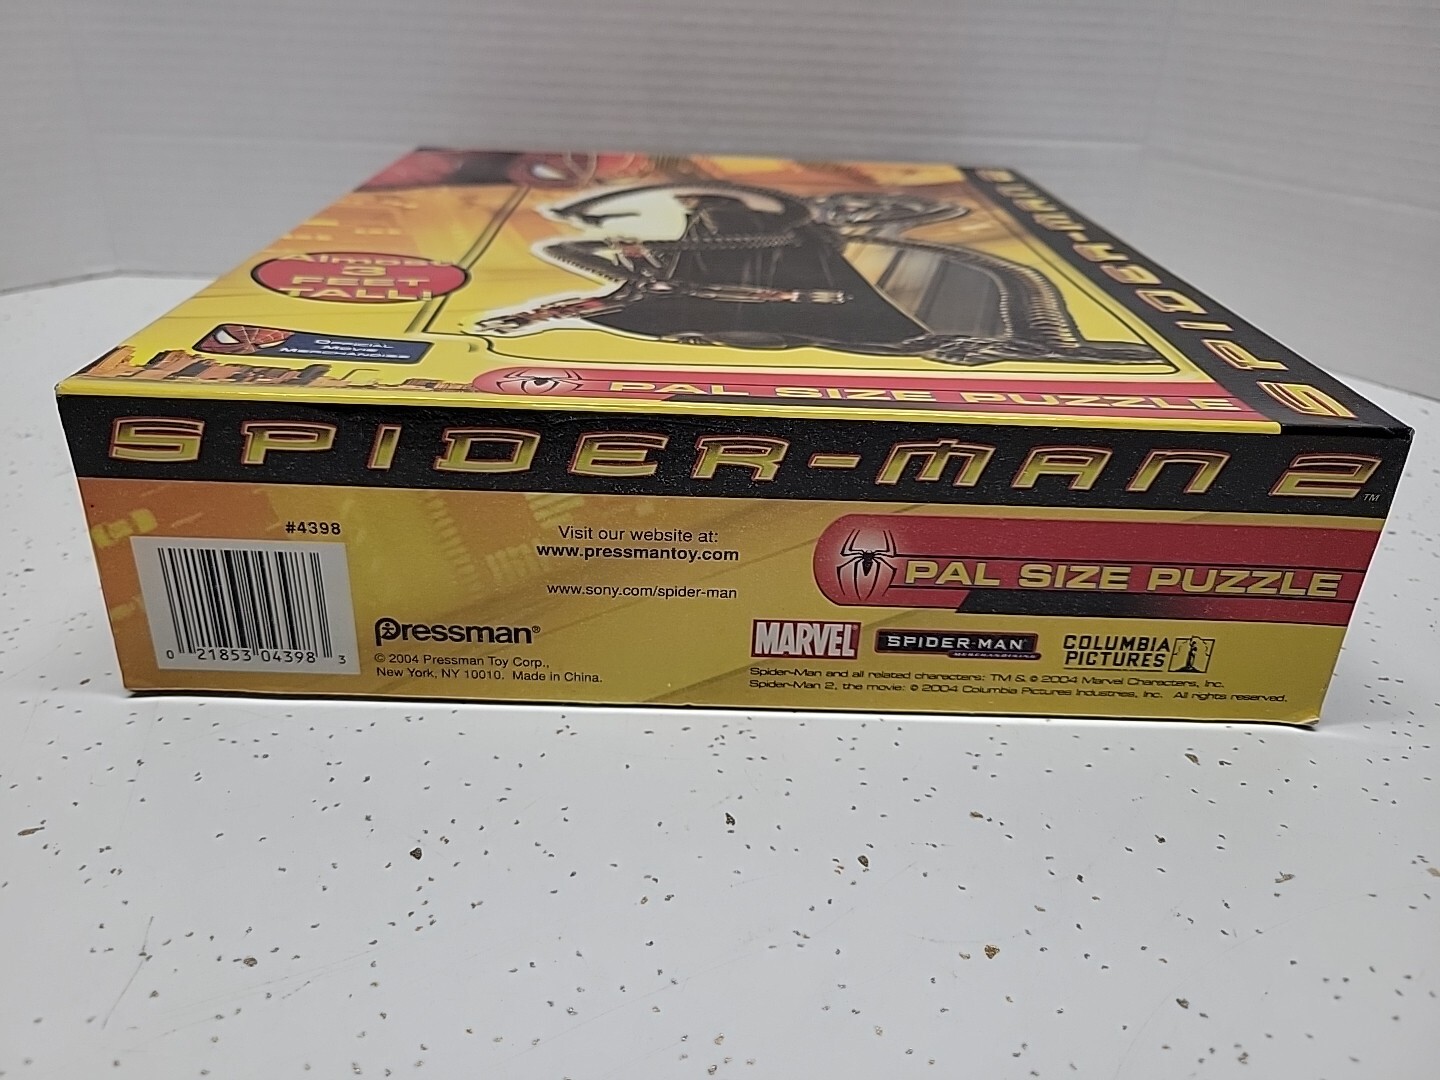 SPIDER-MAN 2
Almost
3
FEET
TALL!
OFFICIAL
MOVIE
MERCHANDISE
PAL SIZE PUZZLE
SPIDER-MAN 2 TM
#4398
0 21853 04398 3
Visit our website at:
www.pressmantoy.com
www.sony.com/spider-man
Pressman®
© 2004 Pressman Toy Corp.,
New York, NY 10010. Made in China.
PAL SIZE PUZZLE
MARVEL
SPIDER-MAN
MERCHANDISING
COLUMBIA
PICTURES
Spider-Man and all related characters: TM & © 2004 Marvel Characters, Inc.
Spider-Man 2, the movie: © 2004 Columbia Pictures Industries, Inc. All rights reserved.